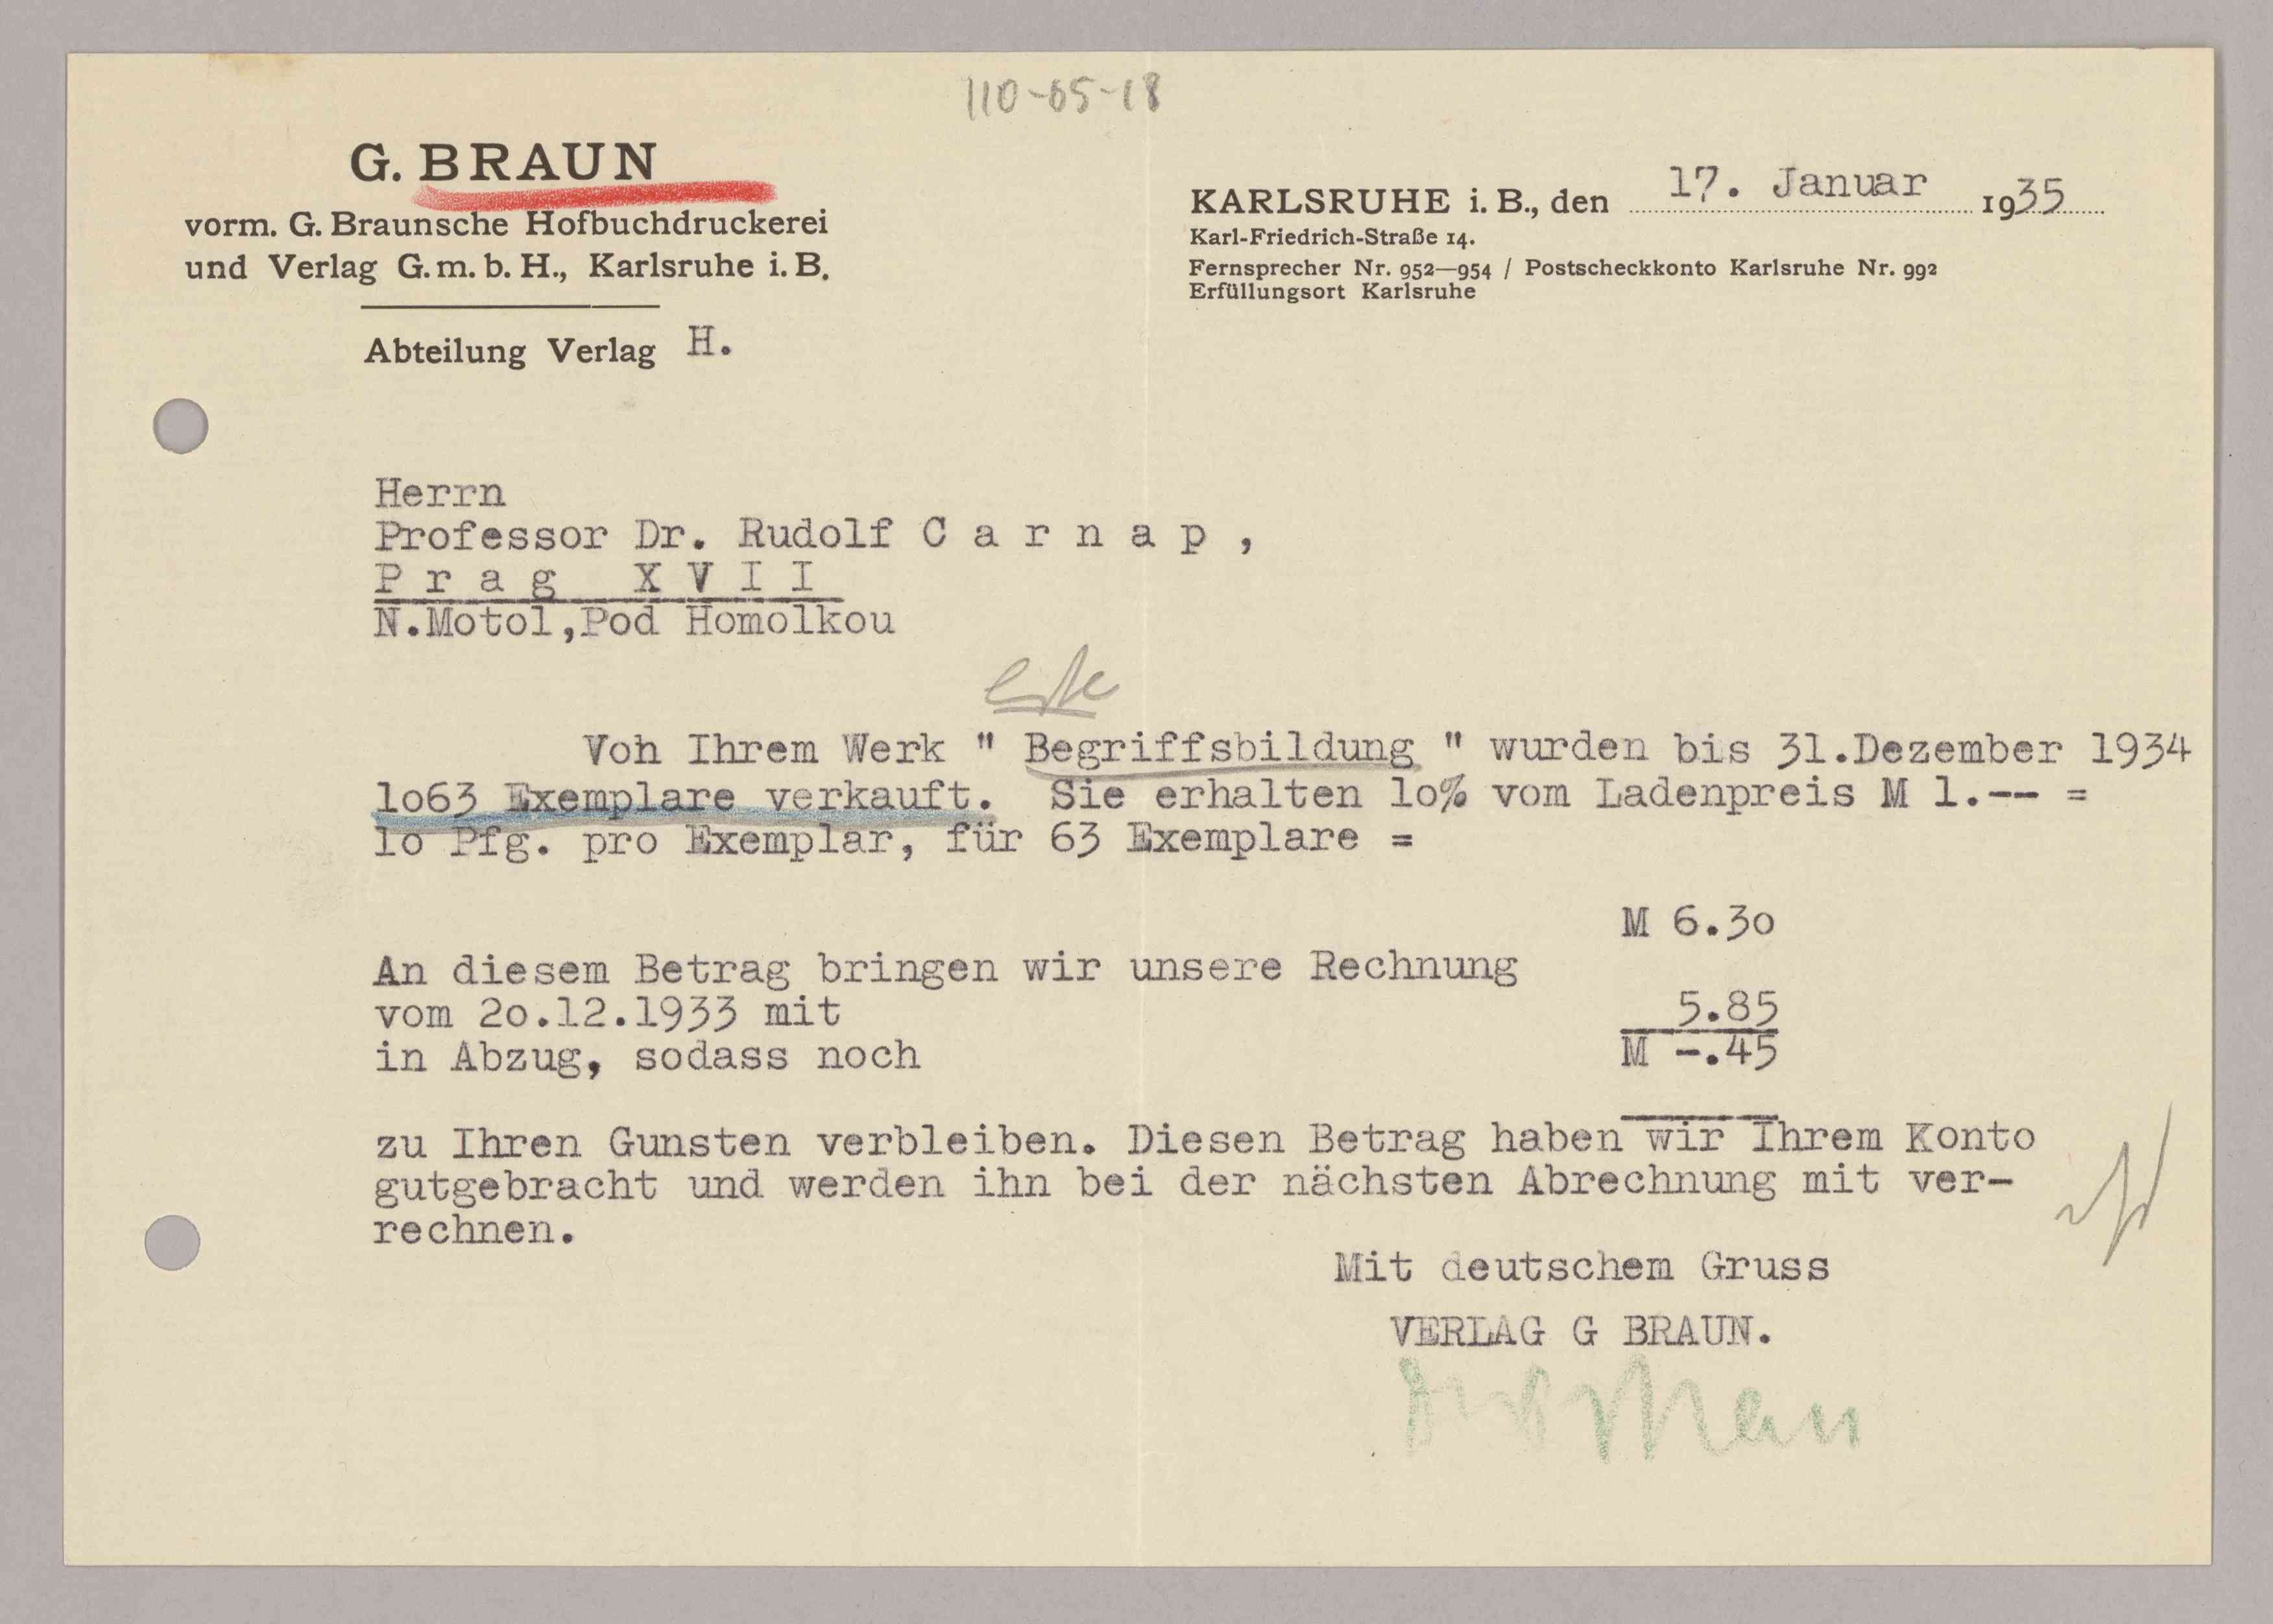 110-05-18
G. BRAUN
vorm. G. Braunsche Hofbuchdruckerei
und Verlag G. m. b. H., Karlsruhe i. B.
Abteilung Verlag H.
KARLSRUHE i. B., den 17. Januar 1935
Karl-Friedrich-Straße 14.
Fernsprecher Nr. 952—954 / Postscheckkonto Karlsruhe Nr. 992
Erfüllungsort Karlsruhe
Herrn
Professor Dr. Rudolf C a r n a p ,
P r a g X V I I
N.Motol,Pod Homolkou
Voh Ihrem Werk " Begriffsbildung " wurden bis 31.Dezember 1934
lo63 Exemplare verkauft. Sie erhalten lo% vom Ladenpreis M 1.-- =
lo Pfg. pro Exemplar, für 63 Exemplare =
M 6.3o
An diesem Betrag bringen wir unsere Rechnung
vom 2o.12.1933 mit 5.85
in Abzug, sodass noch M -.45
zu Ihren Gunsten verbleiben. Diesen Betrag haben wir Ihrem Konto
gutgebracht und werden ihn bei der nächsten Abrechnung mit ver-
rechnen.
Mit deutschem Gruss
VERLAG G BRAUN.